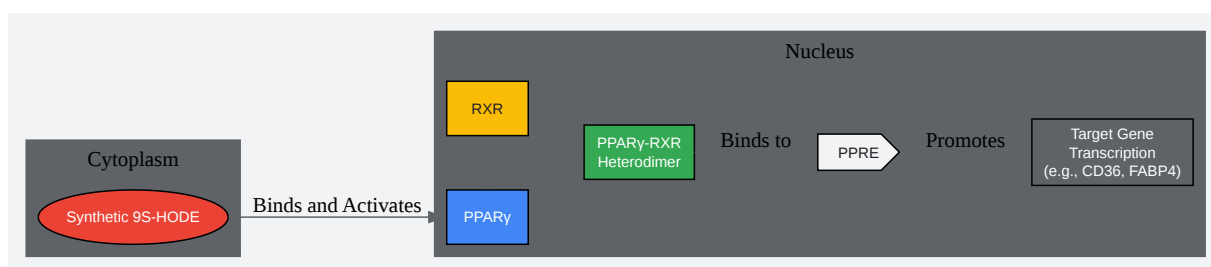 Nucleus
RXR
PPARγ-RXR
Heterodimer
Binds to
PPRE
Promotes
Target Gene
Transcription
(e.g., CD36, FABP4)
Cytoplasm
Synthetic 9S-HODE
Binds and Activates
PPARγ